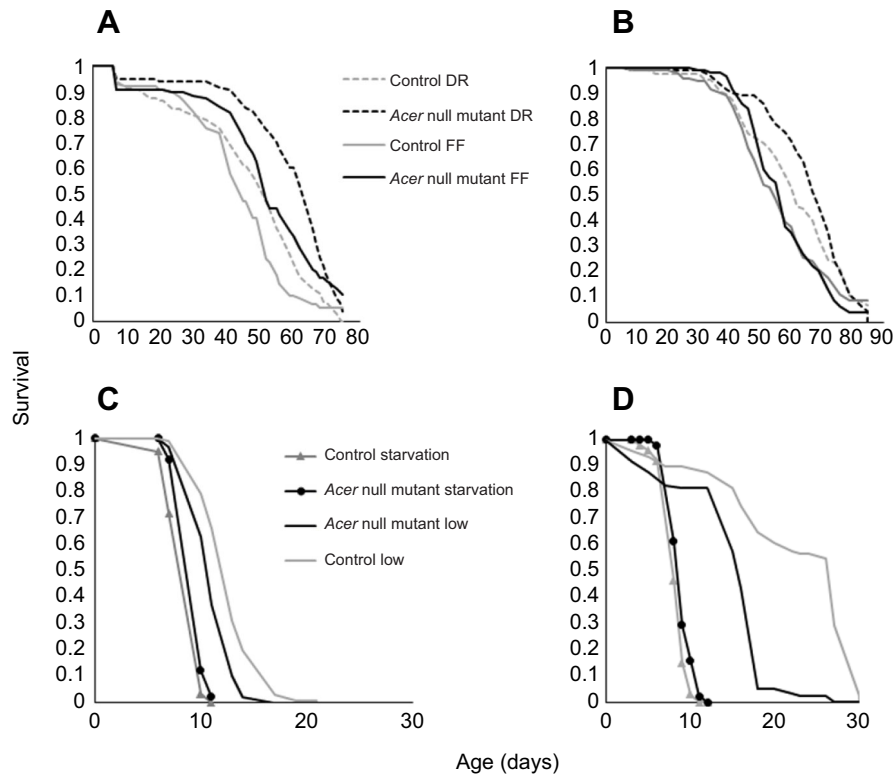 A
B
1
0.9
0.8
0.7
0.6
0.5
0.4
0.3
0.2
0.1
0
0 10 20 30 40 50 60 70 80
Control DR
Acer null mutant DR
Control FF
Acer null mutant FF
1
0.9
0.8
0.7
0.6
0.5
0.4
0.3
0.2
0.1
0
0 10 20 30 40 50 60 70 80 90
Survival
C
D
1
0.9
0.8
0.7
0.6
0.5
0.4
0.3
0.2
0.1
0
0 10 20 30
Control starvation
Acer null mutant starvation
Acer null mutant low
Control low
1
0.9
0.8
0.7
0.6
0.5
0.4
0.3
0.2
0.1
0
0 10 20 30
Age (days)